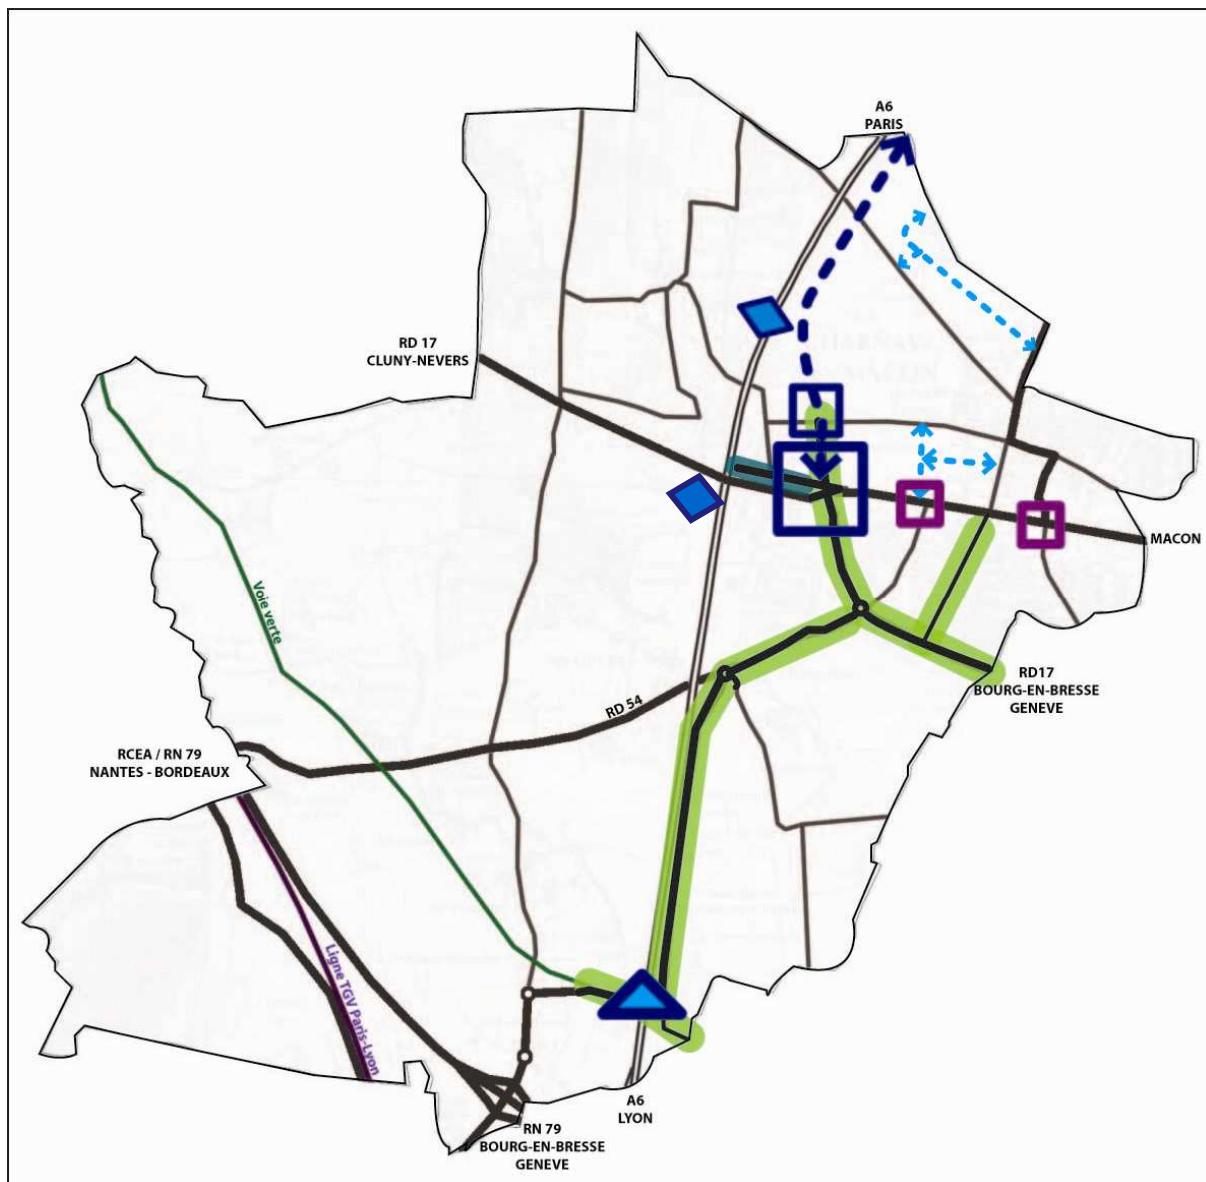 A6
PARIS
RD 17
CLUNY-NEVERS
MACON
Voie verte
RD17
BOURG-EN-BRESSE
GENEVE
RD 54
RCEA / RN 79
NANTES - BORDEAUX
Ligne TGV Paris-Lyon
A6
LYON
RN 79
BOURG-EN-BRESSE
GENEVE